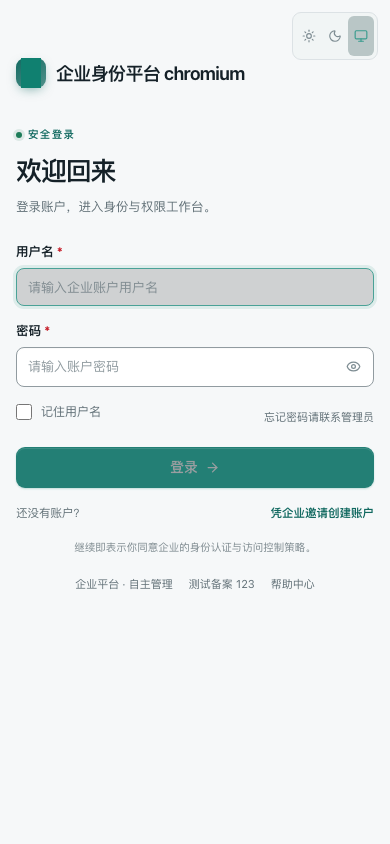 企业身份平台 chromium
安全登录
欢迎回来
登录账户，进入身份与权限工作台。
用户名 *
请输入企业账户用户名
密码 *
请输入账户密码
记住用户名
忘记密码请联系管理员
登录 →
还没有账户?
凭企业邀请创建账户
继续即表示你同意企业的身份认证与访问控制策略。
企业平台 · 自主管理 测试备案 123 帮助中心